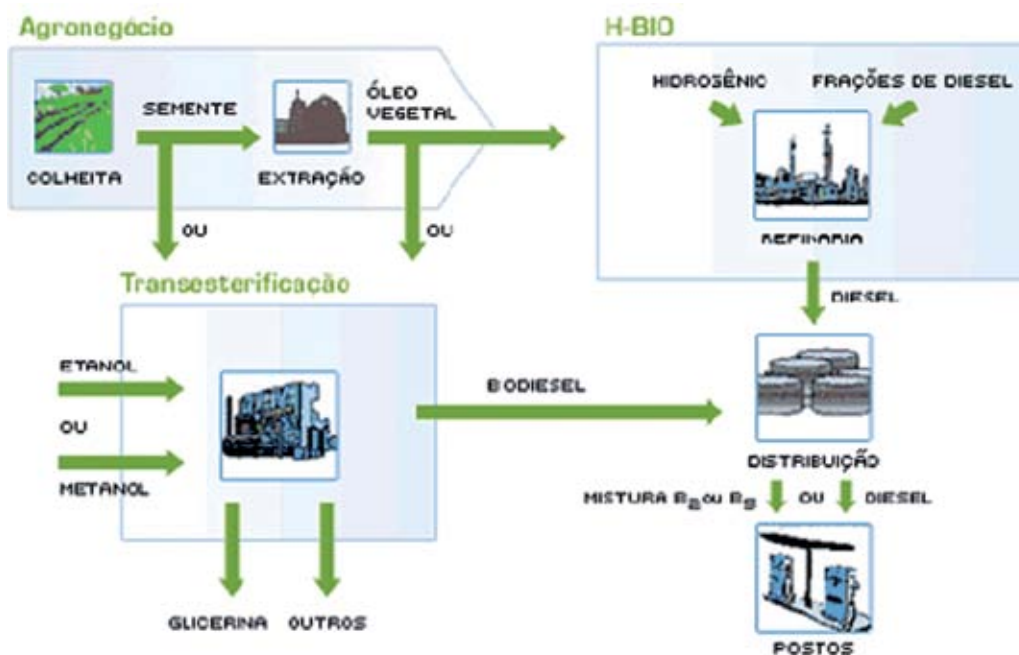 Agronegócio
SEMENTE
ÓLEO
VEGETAL
COLHEITA
EXTRAÇÃO
OU
OU
H-BIO
HIDROGÊNIC
FRAÇÕES DE DIESEL
REFINARIA
DIESEL
Transesterificação
ETANOL
OU
METANOL
BIODIESEL
GLICERINA
OUTROS
DISTRIBUIÇÃO
MISTURA B2 ou B5
OU
DIESEL
POSTOS